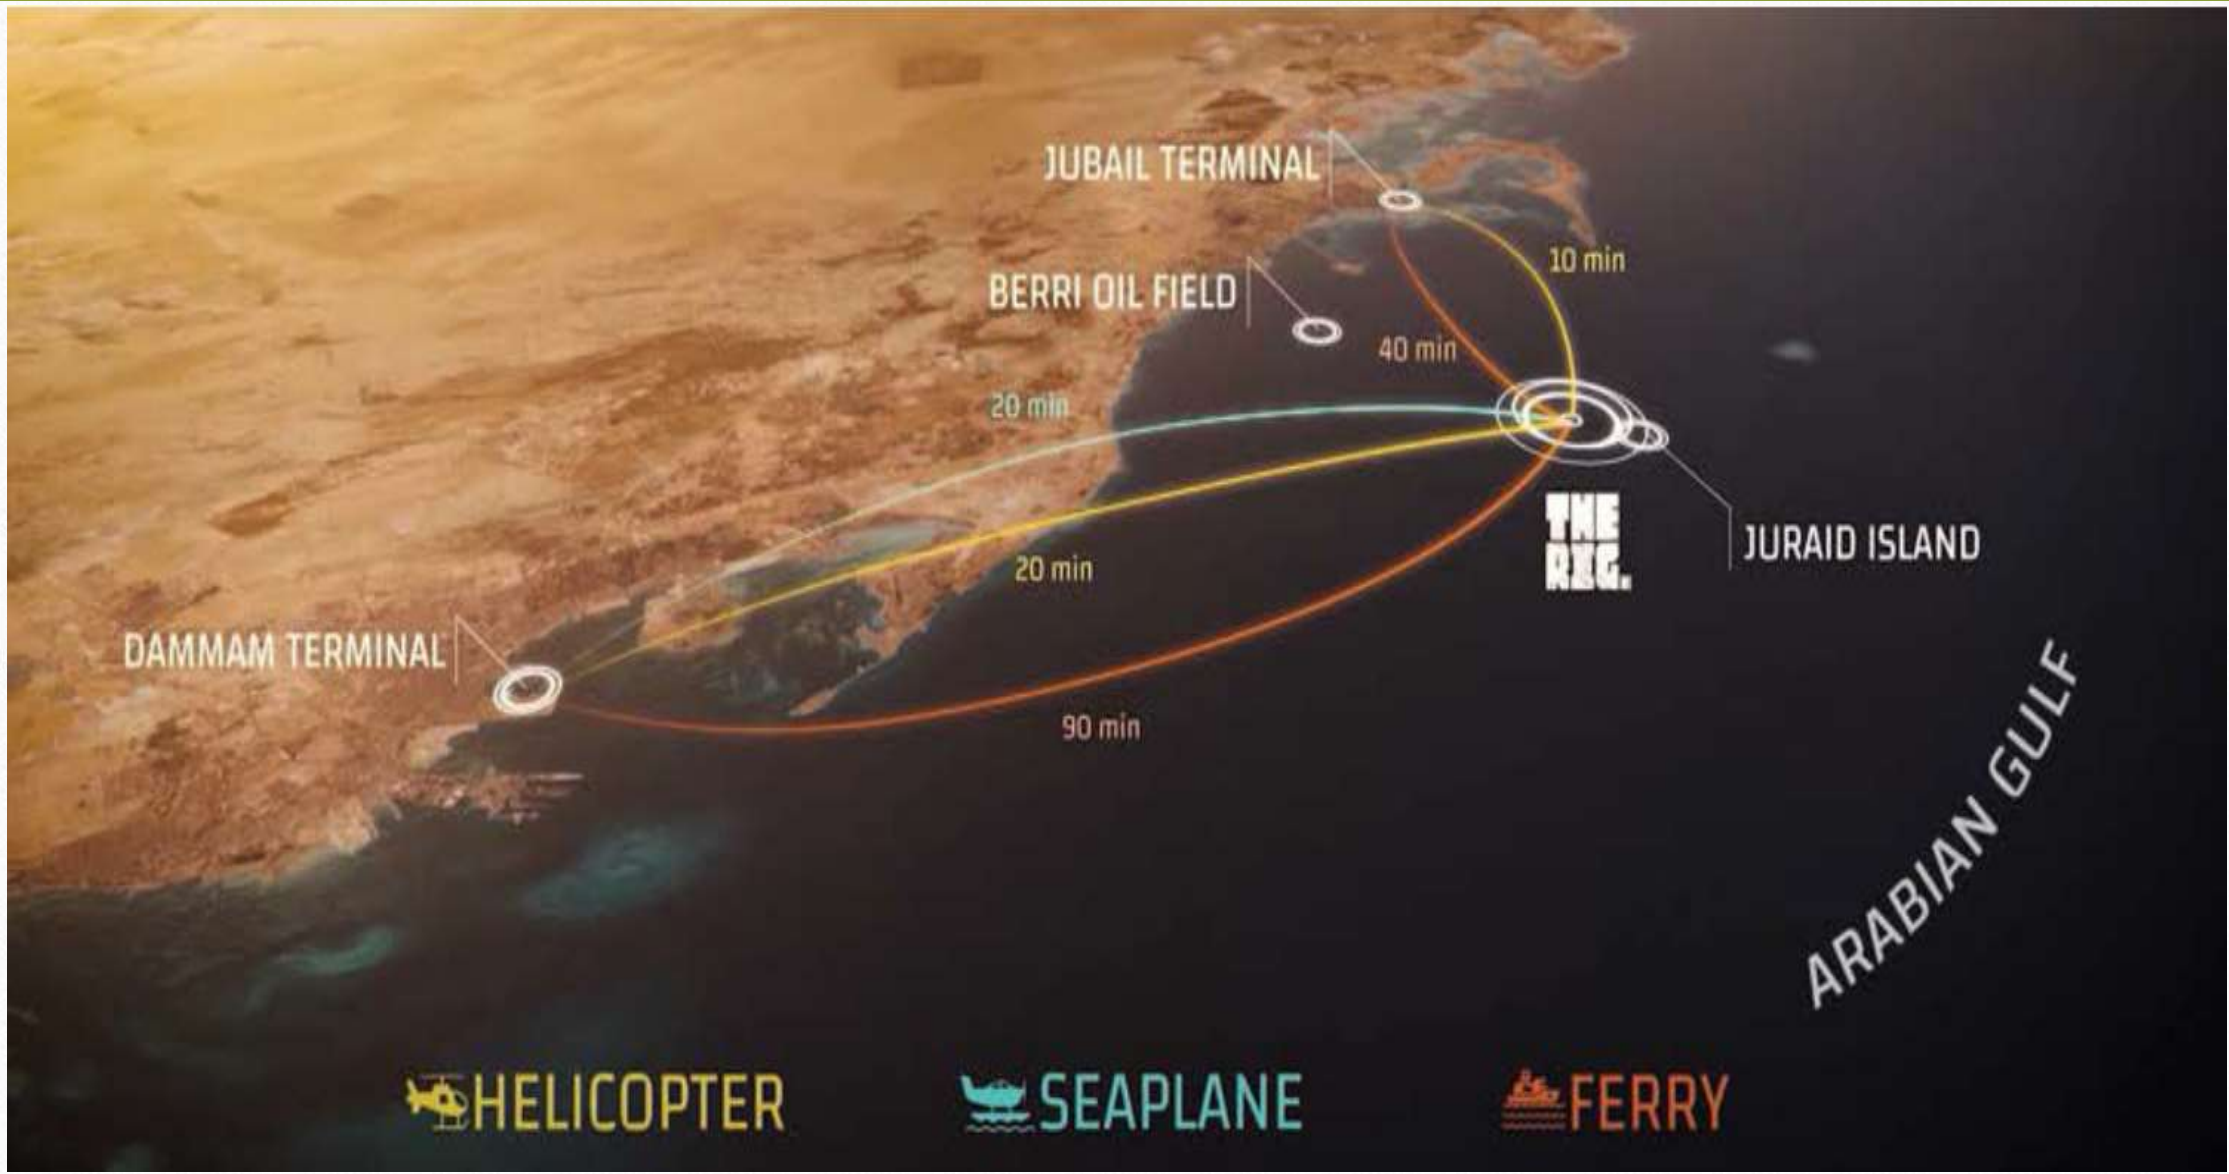 JUBAIL TERMINAL
10 min
BERRI OIL FIELD
40 min
20 min
THE
RIG.
JURAID ISLAND
20 min
DAMMAM TERMINAL
90 min
ARABIAN GULF
HELICOPTER
SEAPLANE
FERRY